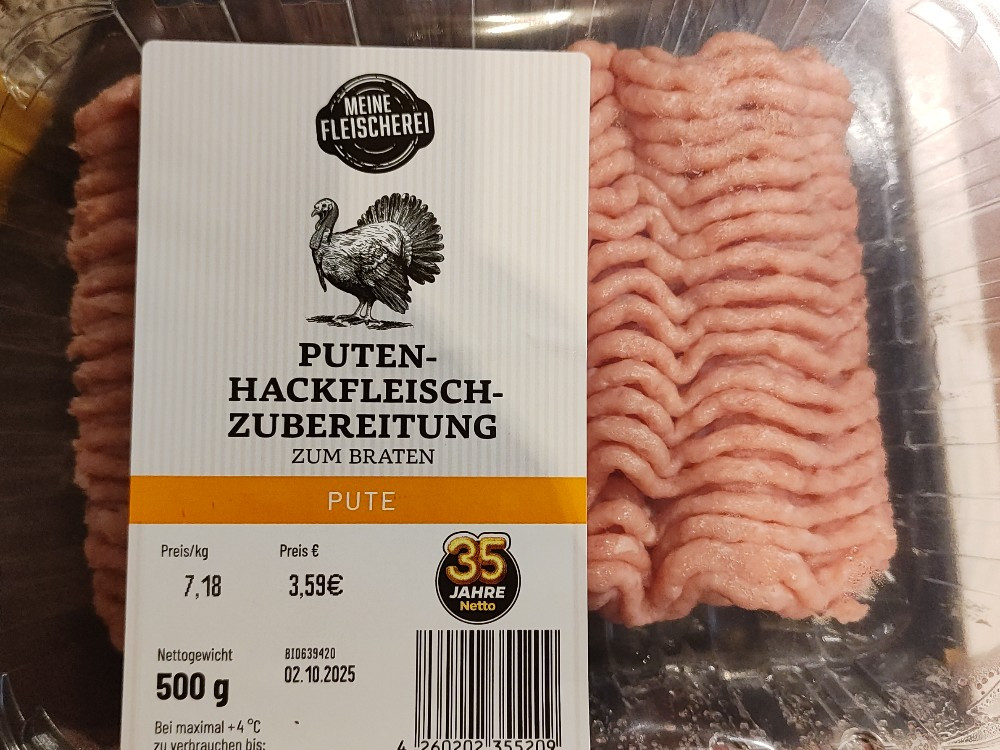 MEINE
FLEISCHEREI
PUTEN-
HACKFLEISCH-
ZUBEREITUNG
ZUM BRATEN
PUTE
Preis/kg Preis €
7,18 3,59€
35
JAHRE
Netto
Nettogewicht BI0639420
500 g 02.10.2025
Bei maximal +4 °C
zu verbrauchen bis:
4 260202 355209